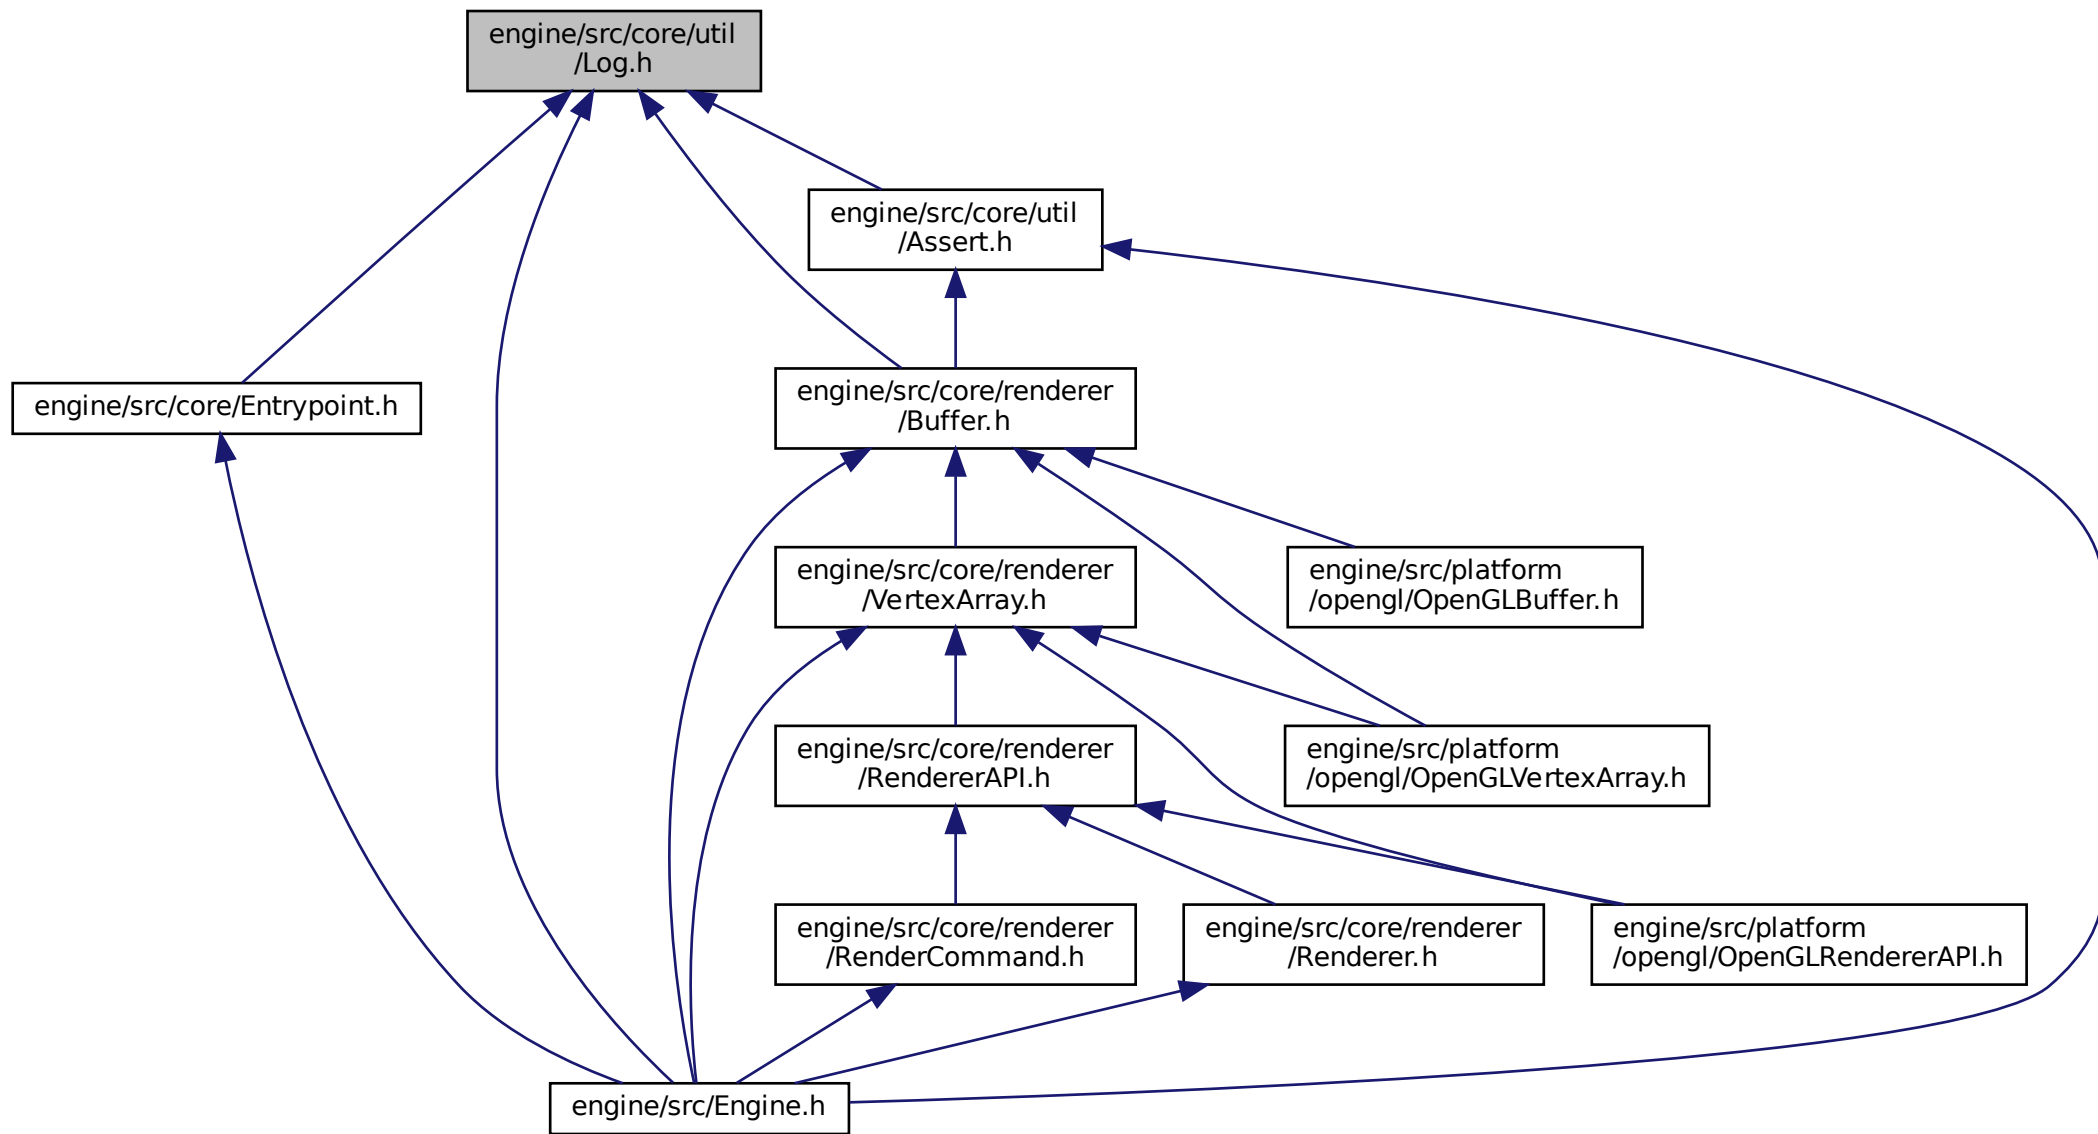 engine/src/core/util
/Log.h
engine/src/core/util
/Assert.h
engine/src/core/Entrypoint.h
engine/src/core/renderer
/Buffer.h
engine/src/core/renderer
/VertexArray.h
engine/src/platform
/opengl/OpenGLBuffer.h
engine/src/core/renderer
/RendererAPI.h
engine/src/platform
/opengl/OpenGLVertexArray.h
engine/src/core/renderer
/RenderCommand.h
engine/src/core/renderer
/Renderer.h
engine/src/platform
/opengl/OpenGLRendererAPI.h
engine/src/Engine.h